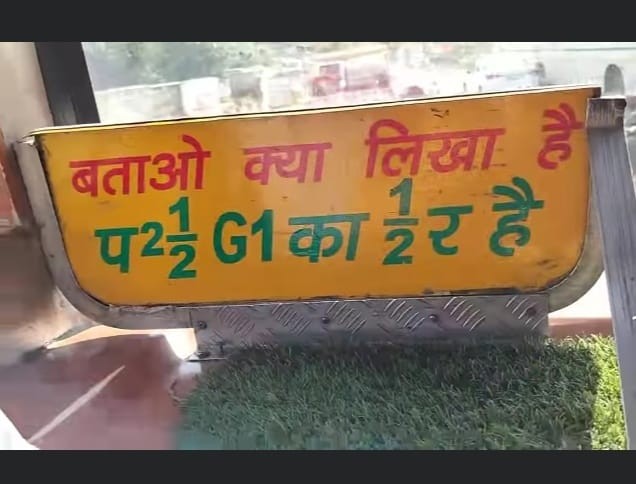 बताओ क्या लिखा है
प2½ G1 का ½ र है